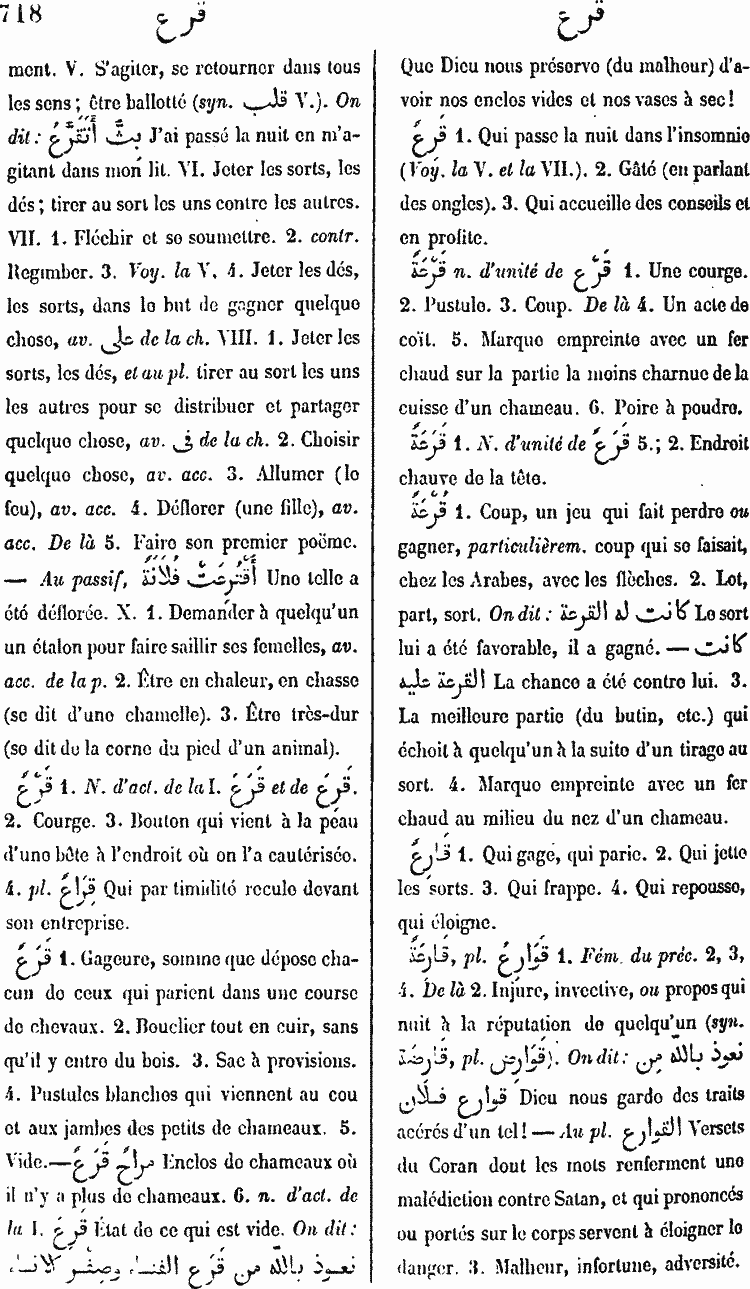 718
قرع
قرع
ment. V. S'agiter, se retourner dans tous
les sens ; être ballotté (syn. قلب V.). On
dit : بِتُّ أَتَقَرَّعُ J'ai passé la nuit en m'a-
gitant dans mon lit. VI. Jeter les sorts, les
dés ; tirer au sort les uns contre les autres.
VII. 1. Fléchir et se soumettre. 2. contr.
Regimber. 3. Voy. la V. 4. Jeter les dés,
les sorts, dans le but de gagner quelque
chose, av. على de la ch. VIII. 1. Jeter les
sorts, les dés, et au pl. tirer au sort les uns
les autres pour se distribuer et partager
quelque chose, av. فى de la ch. 2. Choisir
quelque chose, av. acc. 3. Allumer (le
feu), av. acc. 4. Déflorer (une fille), av.
acc. De là 5. Faire son premier poëme.
— Au passif, أُقْتُرِعَتْ فُلَانَةُ Une telle a
été déflorée. X. 1. Demander à quelqu'un
un étalon pour faire saillir ses femelles, av.
acc. de la p. 2. Être en chaleur, en chasse
(se dit d'une chamelle). 3. Être très-dur
(se dit de la corne du pied d'un animal).
قَرْعٌ 1. N. d'act. de la I. قَرَعَ et de قَرِعَ.
2. Courge. 3. Bouton qui vient à la peau
d'une bête à l'endroit où on l'a cautérisée.
4. pl. قُرَاعٌ Qui par timidité recule devant
son entreprise.
قَرَعٌ 1. Gageure, somme que dépose cha-
cun de ceux qui parient dans une course
de chevaux. 2. Bouclier tout en cuir, sans
qu'il y entre du bois. 3. Sac à provisions.
4. Pustules blanches qui viennent au cou
et aux jambes des petits de chameaux. 5.
Vide.— مراحٌ قَرَعٌ Enclos de chameaux où
il n'y a plus de chameaux. 6. n. d'act. de
la I. قَرِعَ État de ce qui est vide. On dit :
نعوذ بالله من قَرَع الفناء وصِفْر الاناء
Que Dieu nous préserve (du malheur) d'a-
voir nos enclos vides et nos vases à sec !
قَرِعٌ 1. Qui passe la nuit dans l'insomnie
(Voy. la V. et la VII.). 2. Gâté (en parlant
des ongles). 3. Qui accueille des conseils et
en profite.
قَرْعَةٌ n. d'unité de قَرْع 1. Une courge.
2. Pustule. 3. Coup. De là 4. Un acte de
coït. 5. Marque empreinte avec un fer
chaud sur la partie la moins charnue de la
cuisse d'un chameau. 6. Poire à poudre.
قَرَعَةٌ 1. N. d'unité de قَرَعٌ 5.; 2. Endroit
chauve de la tête.
قُرْعَةٌ 1. Coup, un jeu qui fait perdre ou
gagner, particulièrem. coup qui se faisait,
chez les Arabes, avec les flèches. 2. Lot,
part, sort. On dit : كانت له القرعة Le sort
lui a été favorable, il a gagné. — كانت
القرعة عليه La chance a été contre lui. 3.
La meilleure partie (du butin, etc.) qui
échoit à quelqu'un à la suite d'un tirage au
sort. 4. Marque empreinte avec un fer
chaud au milieu du nez d'un chameau.
قَارِعٌ 1. Qui gage, qui parie. 2. Qui jette
les sorts. 3. Qui frappe. 4. Qui repousse,
qui éloigne.
قَارِعَةٌ, pl. قَوَارِعُ 1. Fém. du préc. 2, 3,
4. De là 2. Injure, invective, ou propos qui
nuit à la réputation de quelqu'un (syn.
قَارِصَة, pl. قَوَارِص). On dit : نعوذ بالله من
قوارع فلان Dieu nous garde des traits
acérés d'un tel ! — Au pl. القوارع Versets
du Coran dont les mots renferment une
malédiction contre Satan, et qui prononcés
ou portés sur le corps servent à éloigner le
danger. 3. Malheur, infortune, adversité.